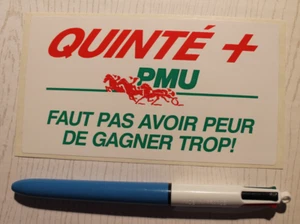 QUINTÉ +
PMU
FAUT PAS AVOIR PEUR
DE GAGNER TROP!